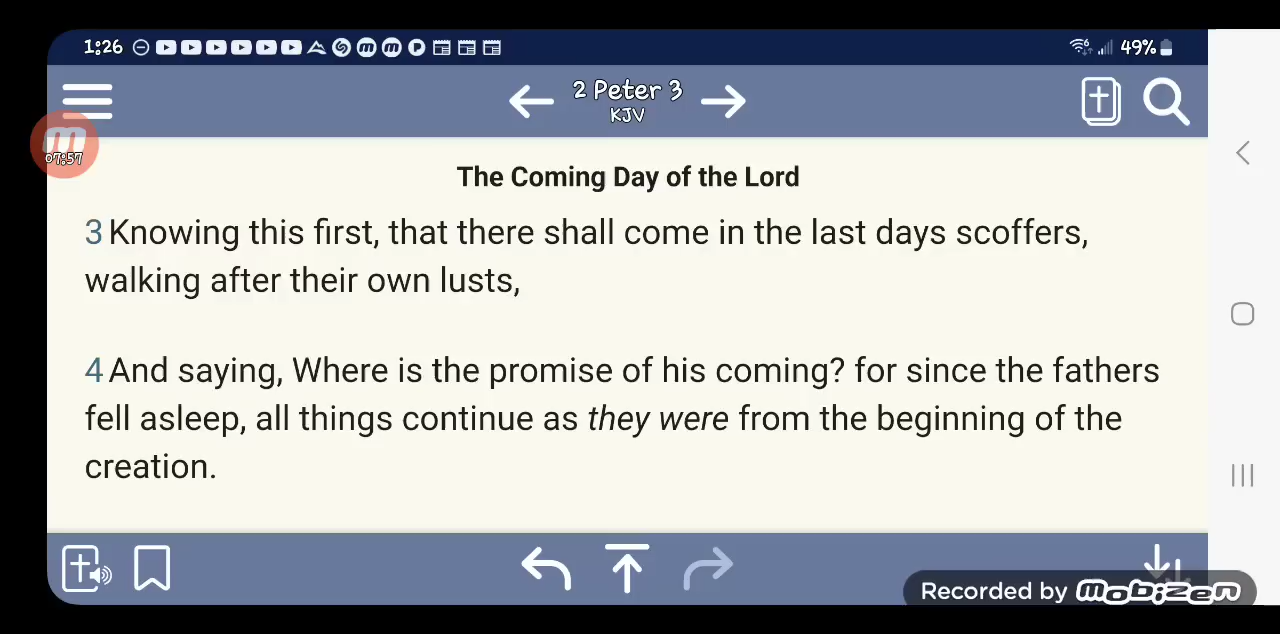 1:26
49%
2 Peter 3
KJV
m
07:57
The Coming Day of the Lord
3 Knowing this first, that there shall come in the last days scoffers,
walking after their own lusts,
4 And saying, Where is the promise of his coming? for since the fathers
fell asleep, all things continue as they were from the beginning of the
creation.
Recorded by mobizen